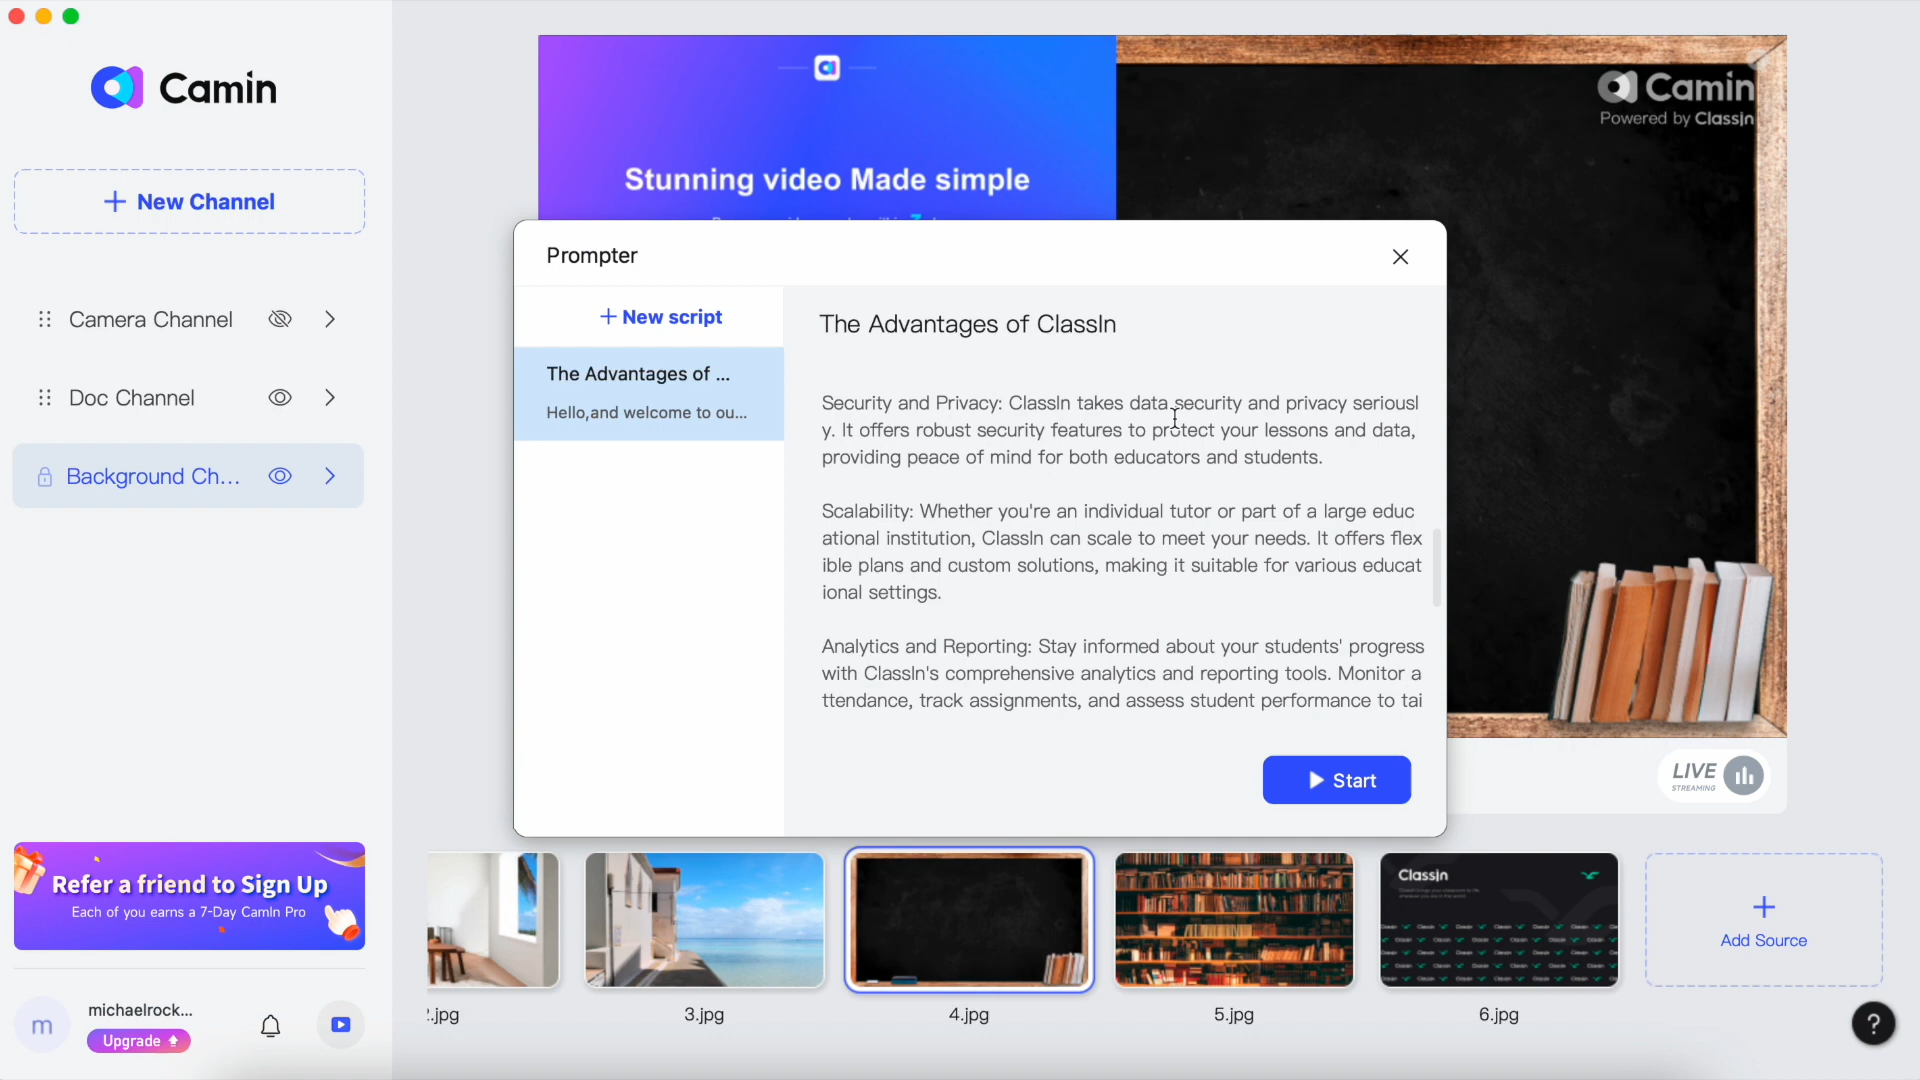 Camin
+ New Channel
Camera Channel
Doc Channel
Background Ch...
Refer a friend to Sign Up
Each of you earns a 7-Day CamIn Pro
m
michaelrock...
Upgrade
Stunning video Made simple
Camin
Powered by ClassIn
Prompter
+ New script
The Advantages of ...
Hello,and welcome to ou...
The Advantages of ClassIn
Security and Privacy: ClassIn takes data security and privacy seriousl
y. It offers robust security features to protect your lessons and data,
providing peace of mind for both educators and students.
Scalability: Whether you're an individual tutor or part of a large educ
ational institution, ClassIn can scale to meet your needs. It offers flex
ible plans and custom solutions, making it suitable for various educat
ional settings.
Analytics and Reporting: Stay informed about your students' progress
with ClassIn's comprehensive analytics and reporting tools. Monitor a
ttendance, track assignments, and assess student performance to tai
Start
LIVE
STREAMING
ClassIn
+
Add Source
.jpg
3.jpg
4.jpg
5.jpg
6.jpg
?